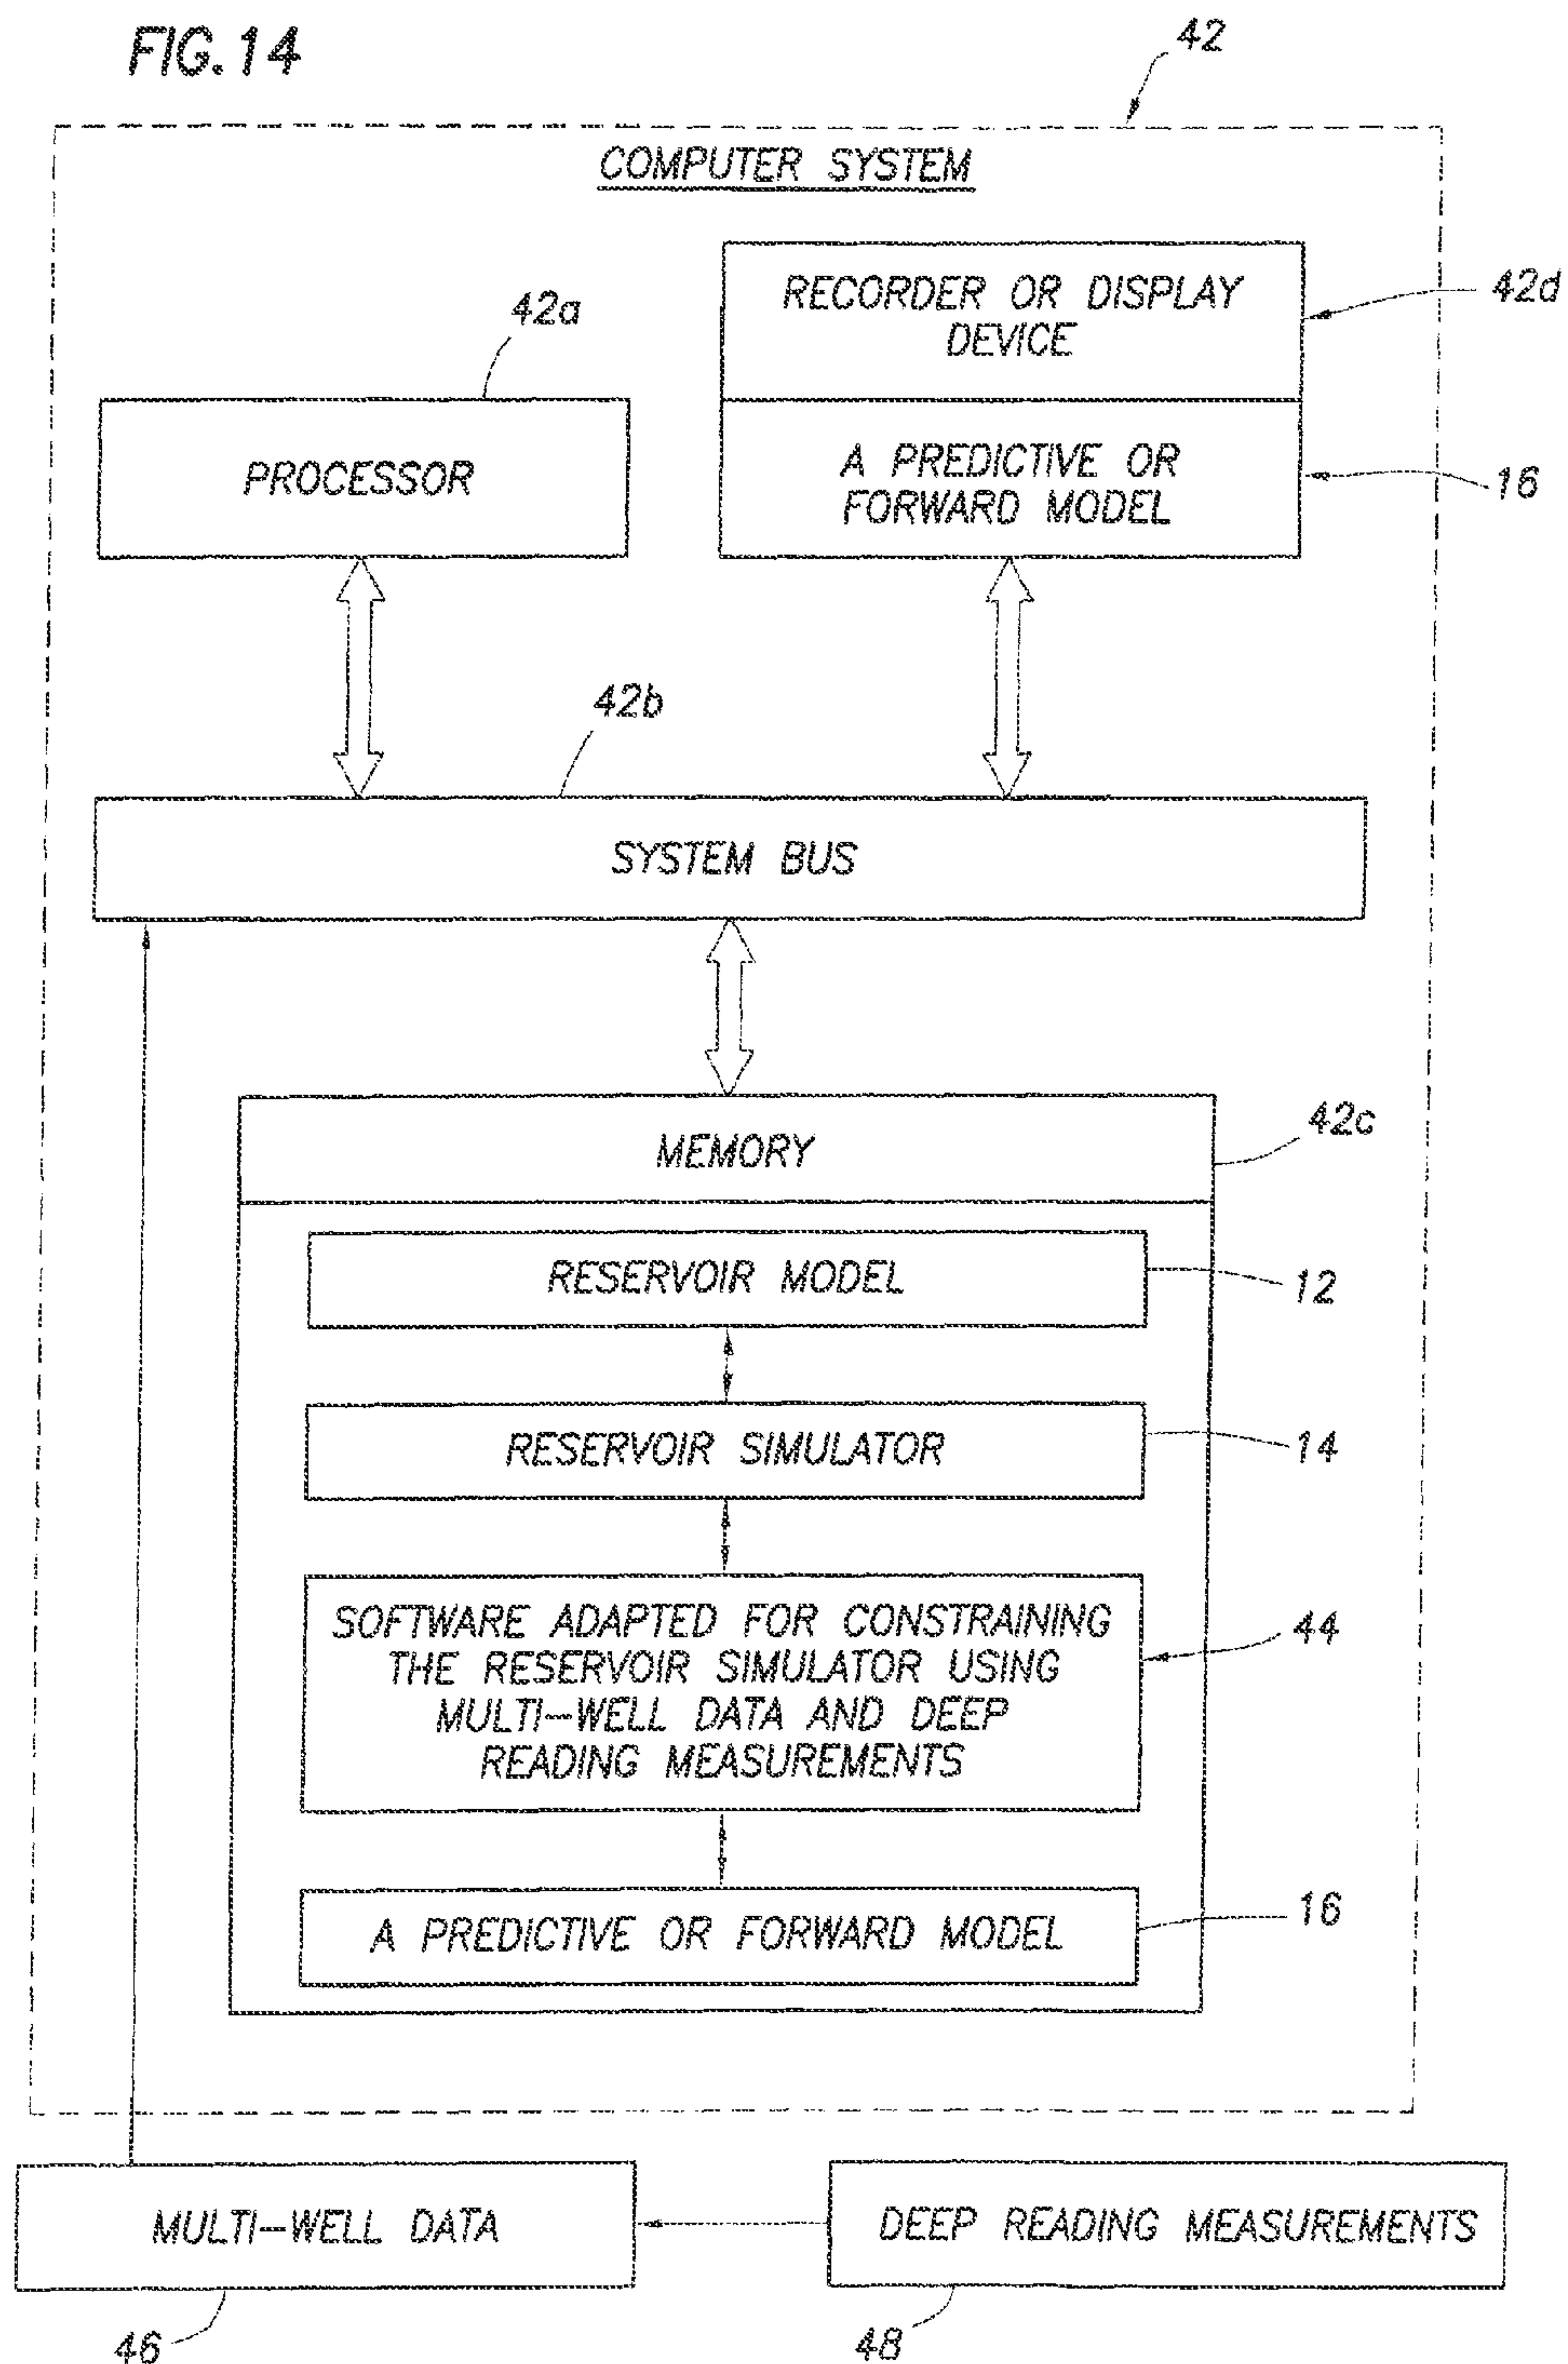 FIG.14
42
COMPUTER SYSTEM
RECORDER OR DISPLAY
DEVICE
42d
42a
PROCESSOR
A PREDICTIVE OR
FORWARD MODEL
16
42b
SYSTEM BUS
MEMORY
42c
RESERVOIR MODEL
12
RESERVOIR SIMULATOR
14
SOFTWARE ADAPTED FOR CONSTRAINING
THE RESERVOIR SIMULATOR USING
MULTI-WELL DATA AND DEEP
READING MEASUREMENTS
44
A PREDICTIVE OR FORWARD MODEL
16
MULTI-WELL DATA
DEEP READING MEASUREMENTS
46
48